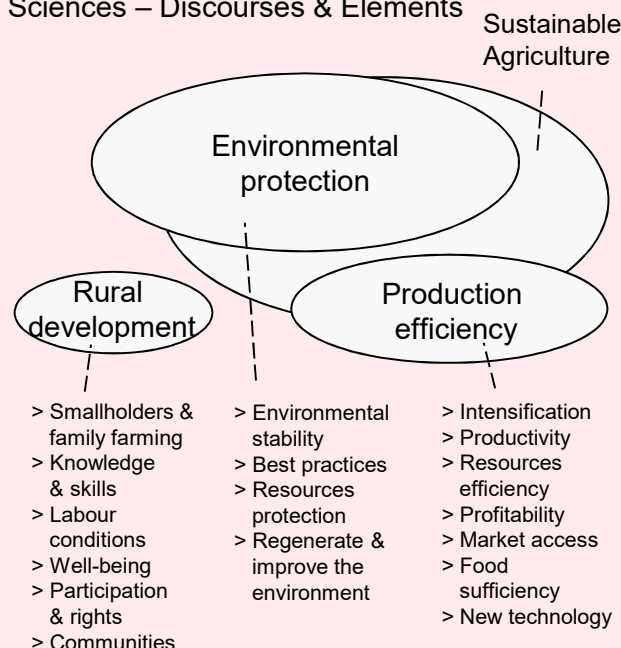 Sciences – Discourses & Elements
Sustainable
Agriculture
Environmental
protection
Rural
development
Production
efficiency
> Smallholders &
family farming
> Knowledge
& skills
> Labour
conditions
> Well-being
> Participation
& rights
> Communities
> Environmental
stability
> Best practices
> Resources
protection
> Regenerate &
improve the
environment
> Intensification
> Productivity
> Resources
efficiency
> Profitability
> Market access
> Food
sufficiency
> New technology